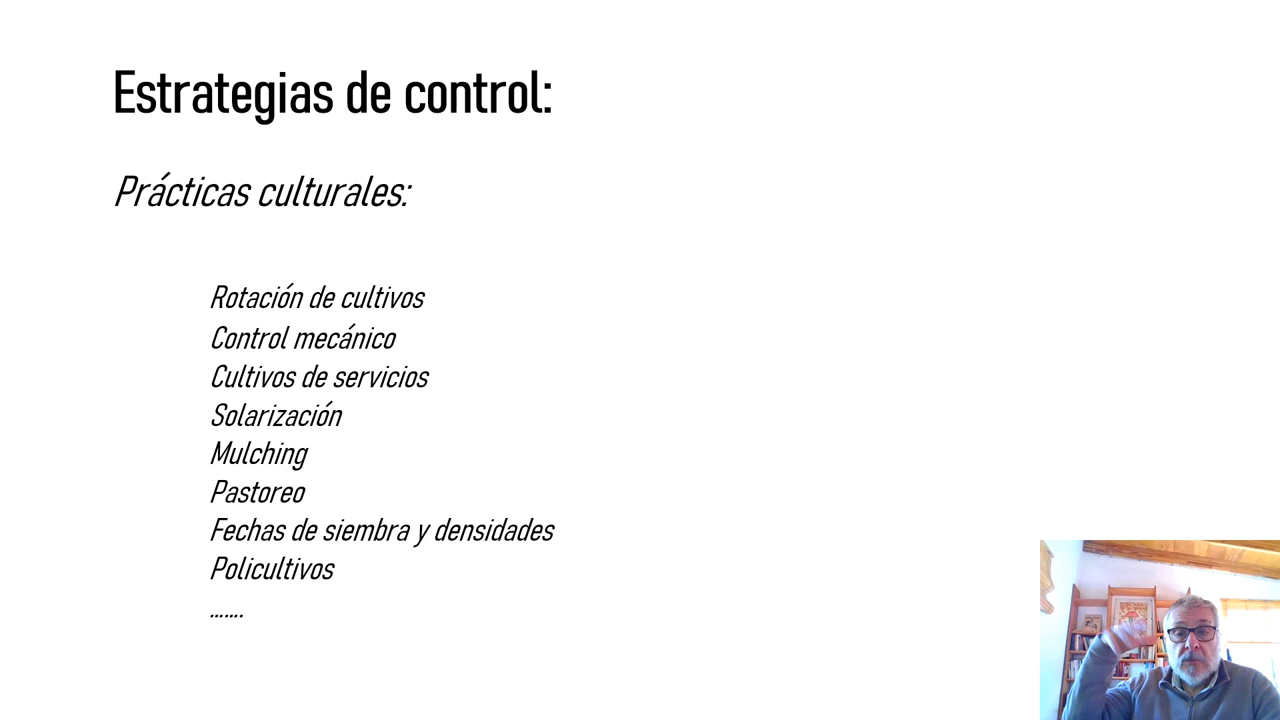 Estrategias de control:
Prácticas culturales:
Rotación de cultivos
Control mecánico
Cultivos de servicios
Solarización
Mulching
Pastoreo
Fechas de siembra y densidades
Policultivos
.......